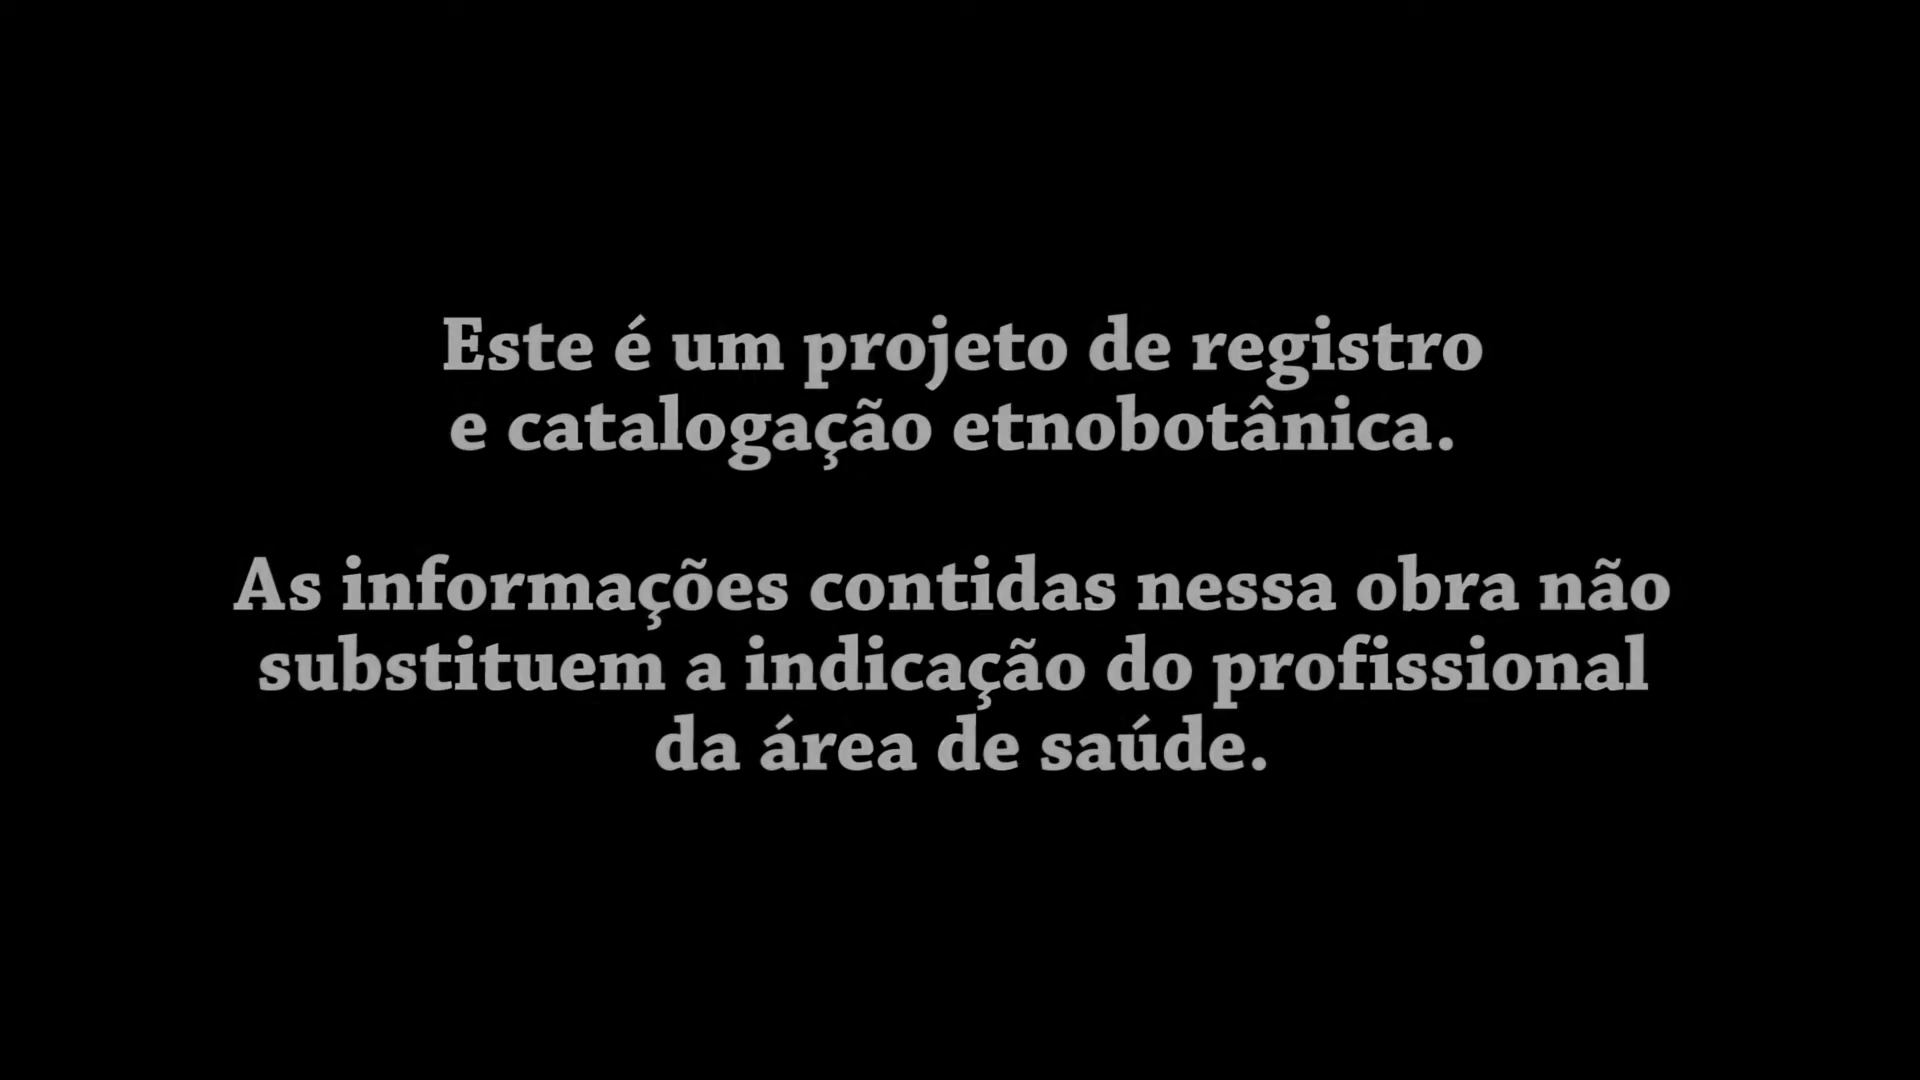 Este é um projeto de registro
e catalogação etnobotânica.
As informações contidas nessa obra não
substituem a indicação do profissional
da área de saúde.